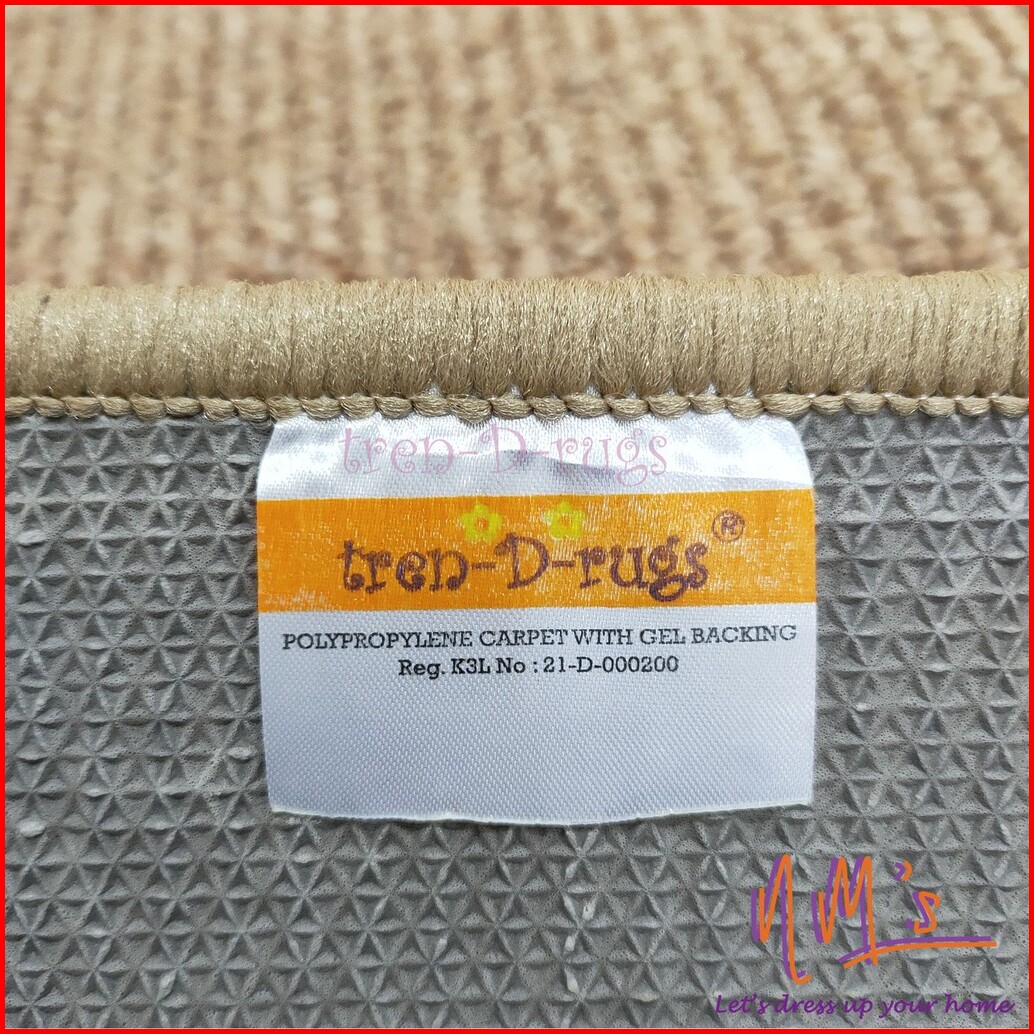 tren-D-rugs
tren-D-rugs®
POLYPROPYLENE CARPET WITH GEL BACKING
Reg. K3L No : 21-D-000200
NM's
Let's dress up your home